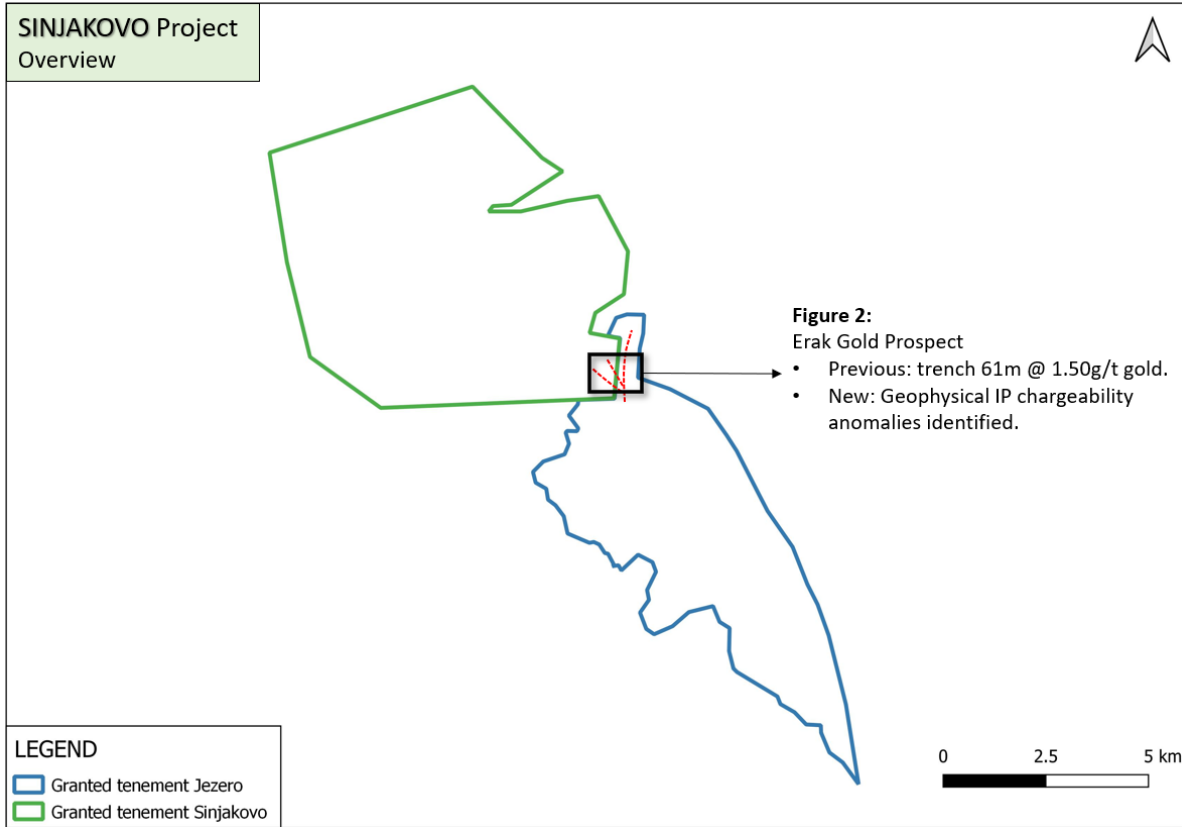 SINJAKOVO Project
Overview
Figure 2:
Erak Gold Prospect
• Previous: trench 61m @ 1.50g/t gold.
• New: Geophysical IP chargeability
anomalies identified.
LEGEND
Granted tenement Jezero
Granted tenement Sinjakovo
0 2.5 5 km